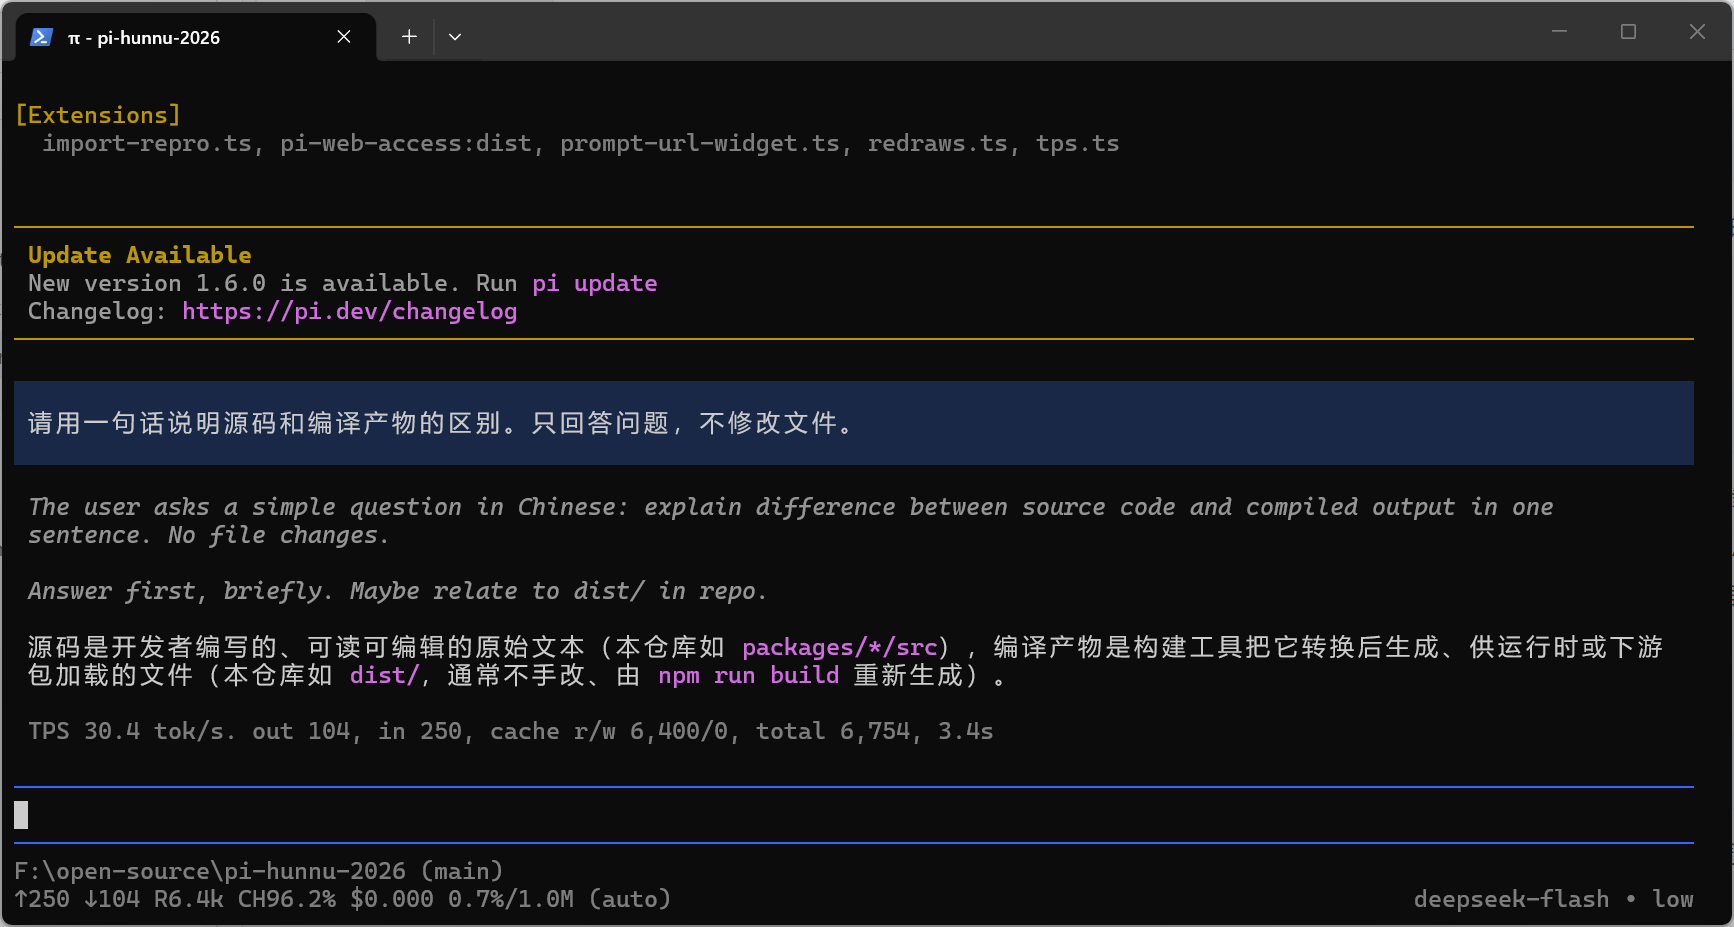 π - pi-hunnu-2026
[Extensions]
import-repro.ts, pi-web-access:dist, prompt-url-widget.ts, redraws.ts, tps.ts
Update Available
New version 1.6.0 is available. Run pi update
Changelog: https://pi.dev/changelog
请用一句话说明源码和编译产物的区别。只回答问题，不修改文件。
The user asks a simple question in Chinese: explain difference between source code and compiled output in one
sentence. No file changes.
Answer first, briefly. Maybe relate to dist/ in repo.
源码是开发者编写的、可读可编辑的原始文本（本仓库如 packages/*/src），编译产物是构建工具把它转换后生成、供运行时或下游
包加载的文件（本仓库如 dist/，通常不手改、由 npm run build 重新生成）。
TPS 30.4 tok/s. out 104, in 250, cache r/w 6,400/0, total 6,754, 3.4s
F:\open-source\pi-hunnu-2026 (main)
↑250 ↓104 R6.4k CH96.2% $0.000 0.7%/1.0M (auto) deepseek-flash • low